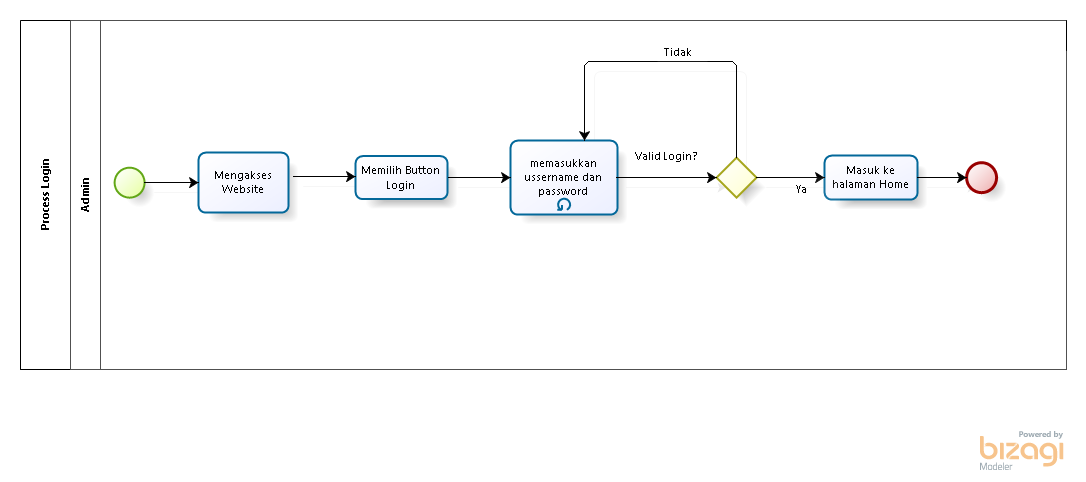 Process Login
Admin
Mengakses
Website
Memilih Button
Login
memasukkan
ussername dan
password
Valid Login?
Tidak
Ya
Masuk ke
halaman Home
Powered by
bizagi
Modeler